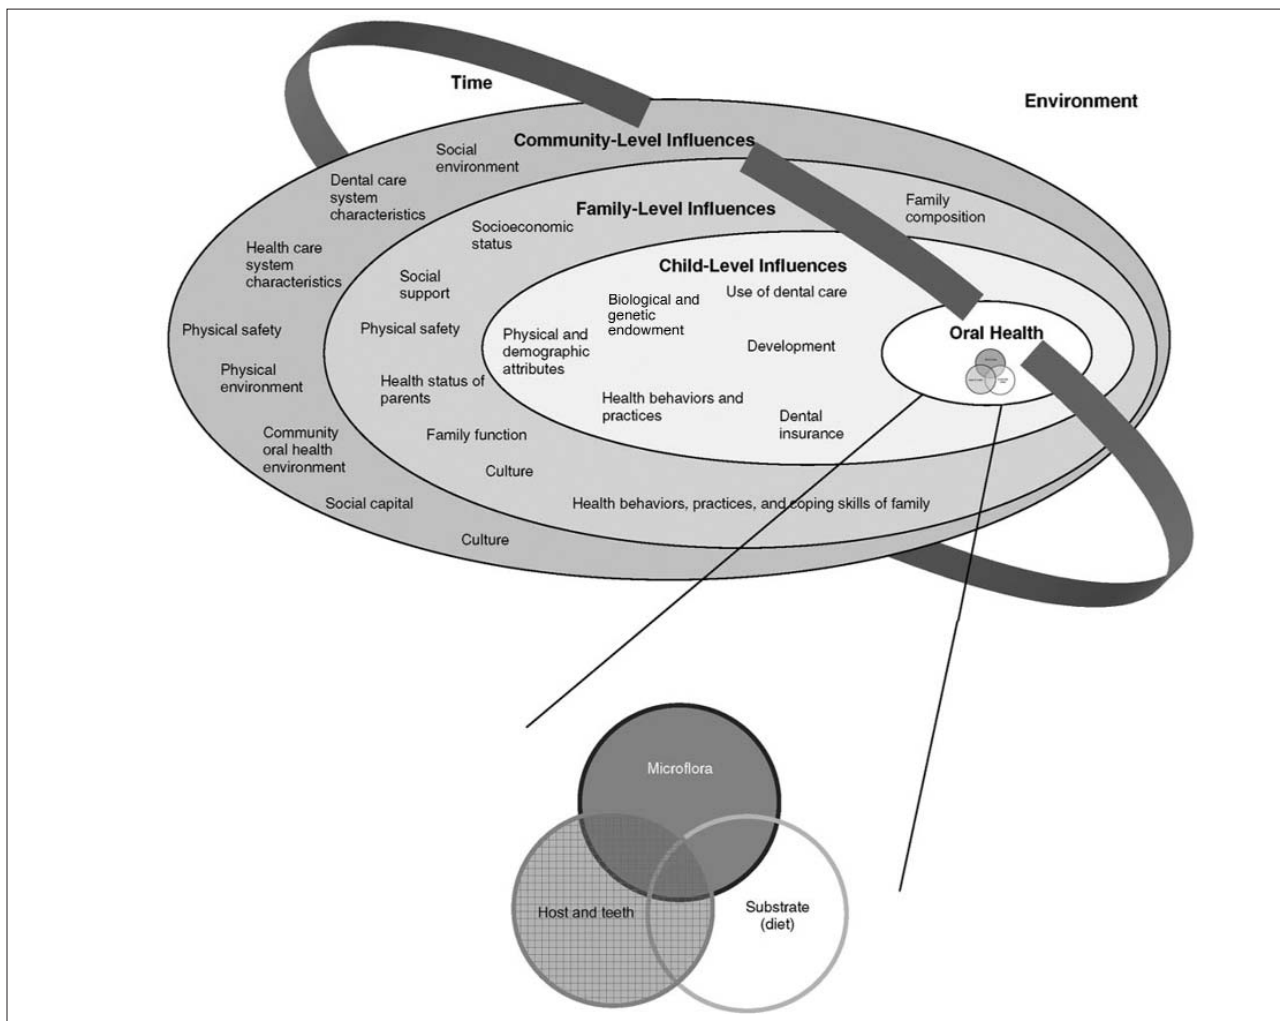 Time
Environment
Community-Level Influences
Social
environment
Dental care
system
characteristics
Health care
system
characteristics
Physical safety
Physical
environment
Community
oral health
environment
Social capital
Culture
Family-Level Influences
Family
composition
Socioeconomic
status
Social
support
Physical safety
Health status of
parents
Family function
Culture
Health behaviors, practices, and coping skills of family
Child-Level Influences
Use of dental care
Biological and
genetic
endowment
Physical and
demographic
attributes
Development
Health behaviors and
practices
Dental
insurance
Oral Health
Microflora
Host and teeth
Substrate
(diet)